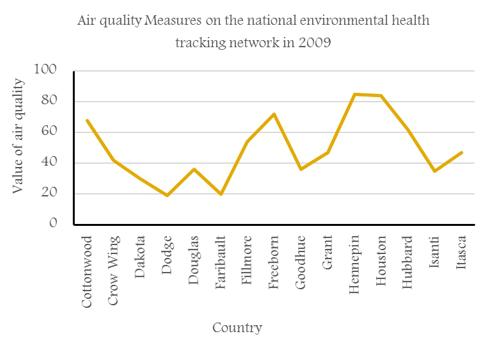 Air quality Measures on the national environmental health
tracking network in 2009
Value of air quality
100
80
60
40
20
0
Cottonwood
Crow Wing
Dakota
Dodge
Douglas
Faribault
Fillmore
Freeborn
Goodhue
Grant
Hennepin
Houston
Hubbard
Isanti
Itasca
Country